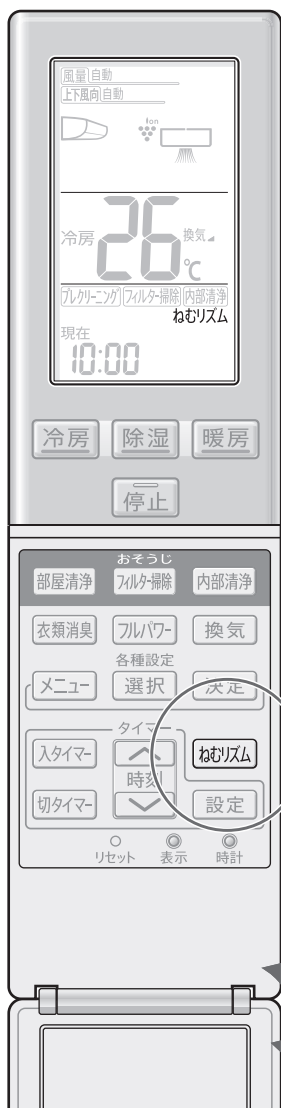 風量 自動
上下風向 自動
Ion
冷房 26℃ 換気
プレクリーニング フィルター掃除 内部清浄
ねむリズム
現在
10:00
冷房 除湿 暖房
停止
おそうじ
部屋清浄 フィルター掃除 内部清浄
衣類消臭 フルパワー 換気
各種設定
メニュー 選択 決定
タイマー
入タイマー 時刻 ねむリズム
切タイマー 設定
リセット 表示 時計